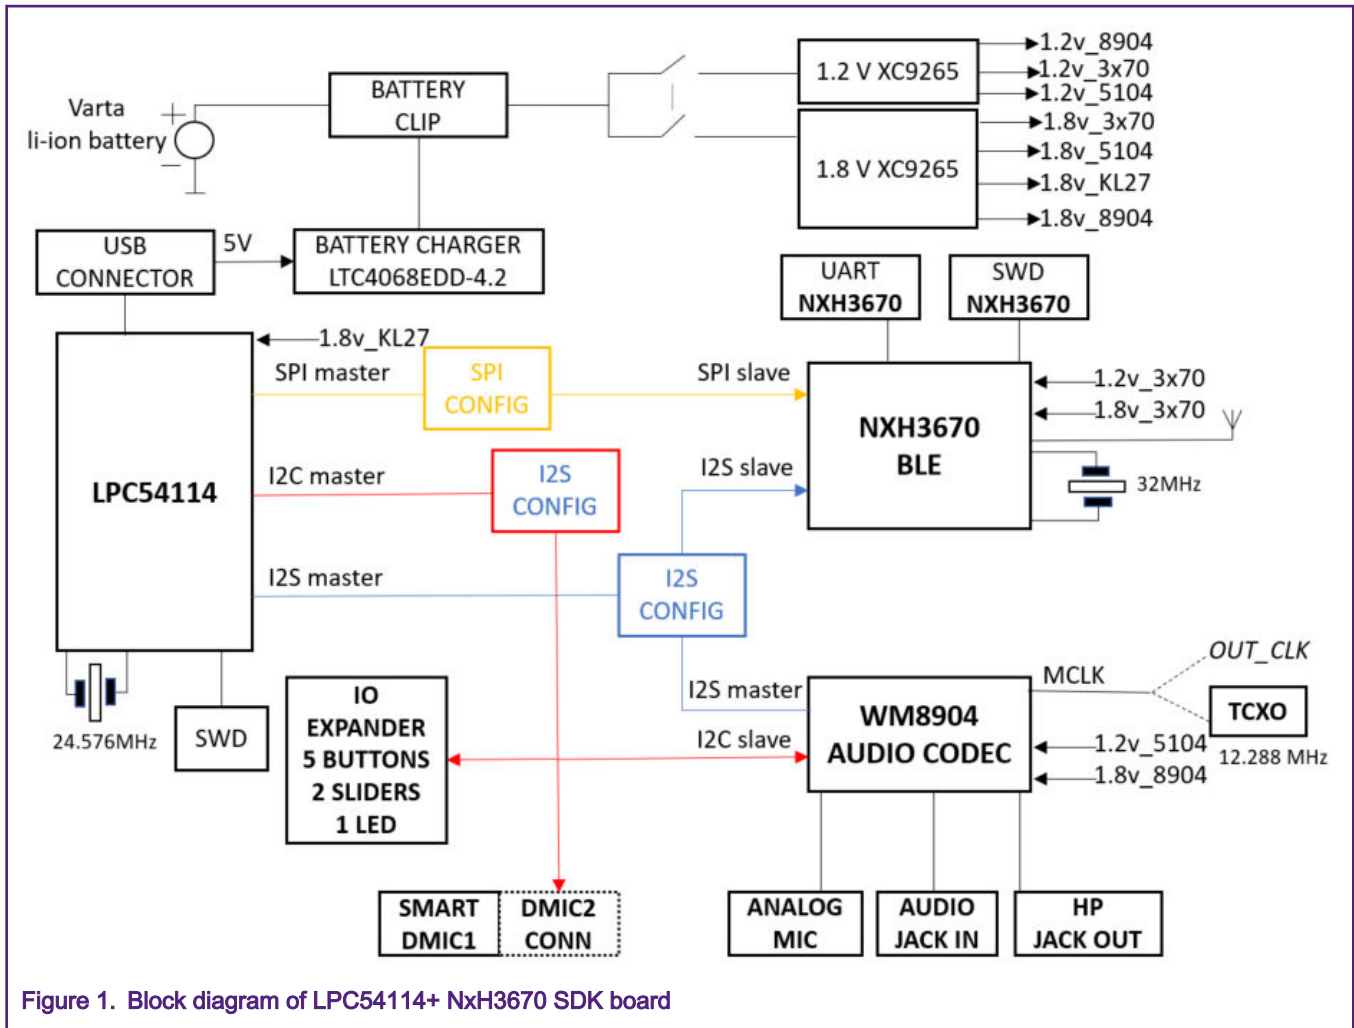 1.2v_8904
1.2 V XC9265
1.2v_3x70
1.2v_5104
BATTERY
CLIP
Varta
li-ion battery
+
−
1.8v_3x70
1.8 V XC9265
1.8v_5104
1.8v_KL27
1.8v_8904
USB
CONNECTOR
5V
BATTERY CHARGER
LTC4068EDD-4.2
UART
NXH3670
SWD
NXH3670
1.8v_KL27
SPI master
SPI
CONFIG
SPI slave
1.2v_3x70
1.8v_3x70
NXH3670
BLE
LPC54114
I2C master
I2S
CONFIG
I2S slave
32MHz
I2S master
I2S
CONFIG
OUT_CLK
MCLK
TCXO
12.288 MHz
I2S master
WM8904
AUDIO CODEC
I2C slave
1.2v_5104
1.8v_8904
24.576MHz
SWD
IO
EXPANDER
5 BUTTONS
2 SLIDERS
1 LED
SMART
DMIC1
DMIC2
CONN
ANALOG
MIC
AUDIO
JACK IN
HP
JACK OUT
Figure 1. Block diagram of LPC54114+ NxH3670 SDK board